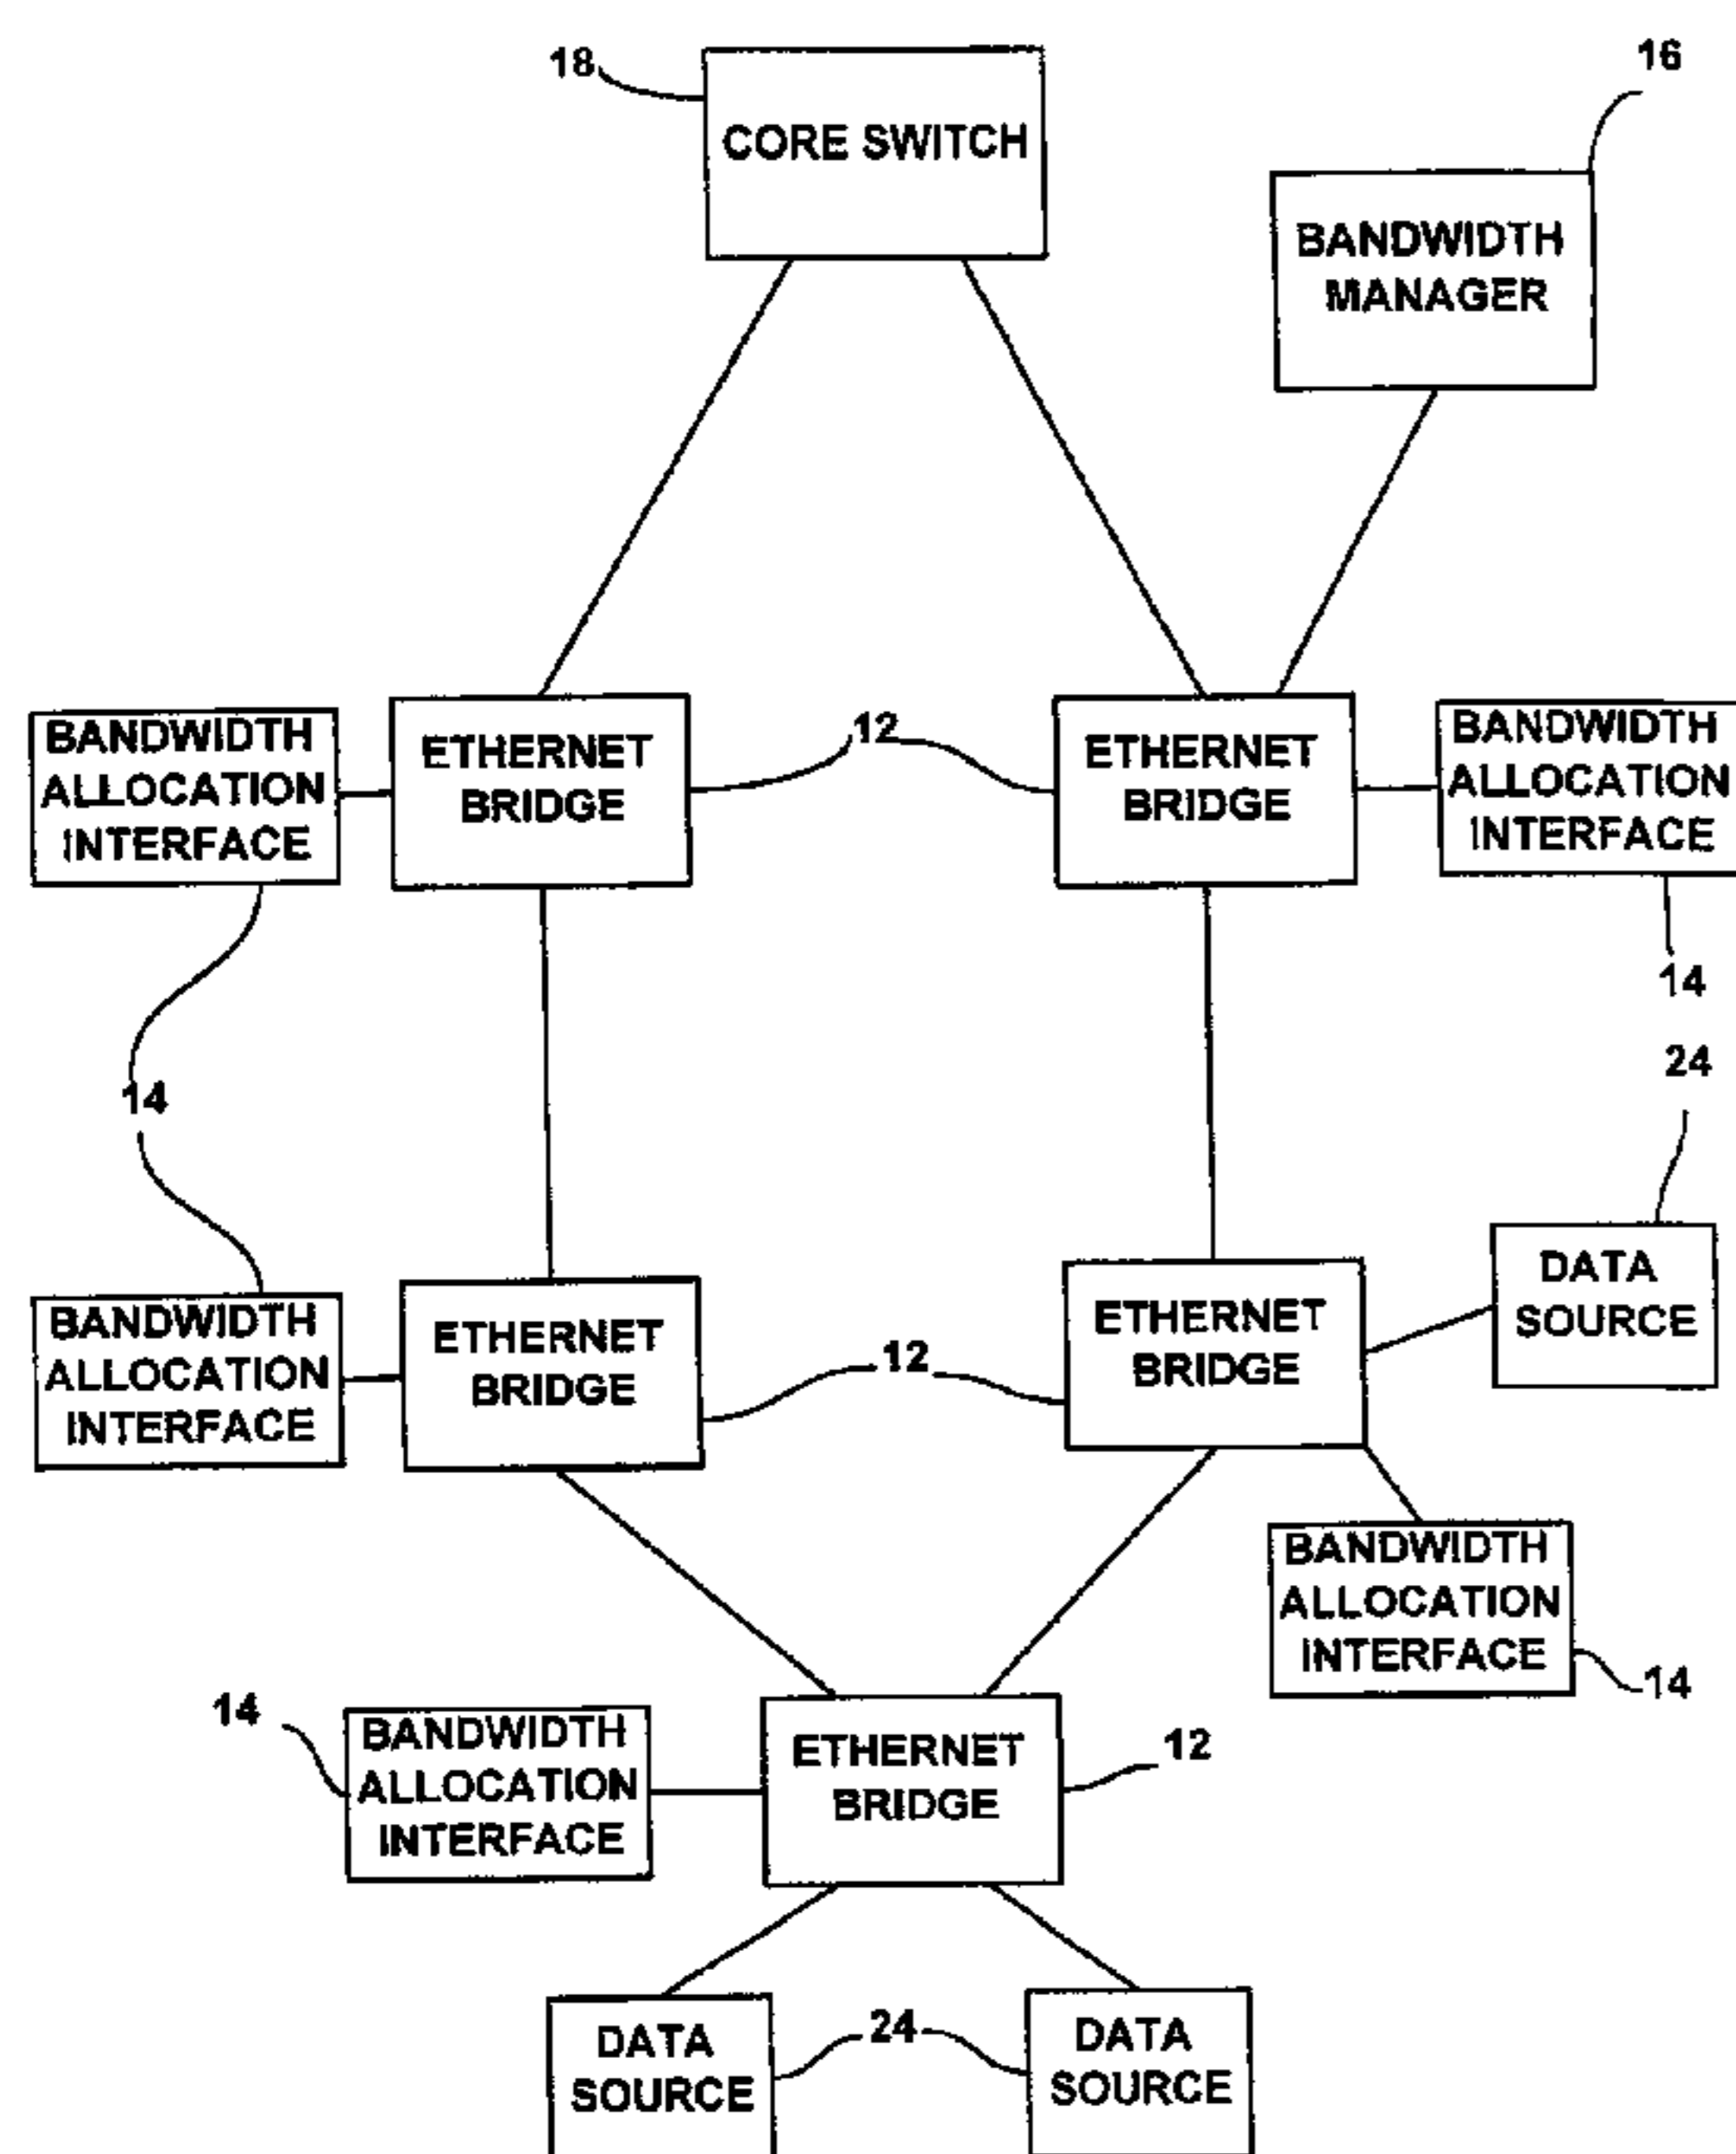 18
CORE SWITCH
16
BANDWIDTH
MANAGER
BANDWIDTH
ALLOCATION
INTERFACE
ETHERNET
BRIDGE
12
ETHERNET
BRIDGE
BANDWIDTH
ALLOCATION
INTERFACE
14
14
24
DATA
SOURCE
BANDWIDTH
ALLOCATION
INTERFACE
ETHERNET
BRIDGE
12
ETHERNET
BRIDGE
BANDWIDTH
ALLOCATION
INTERFACE
14
14
BANDWIDTH
ALLOCATION
INTERFACE
ETHERNET
BRIDGE
12
DATA
SOURCE
24
DATA
SOURCE